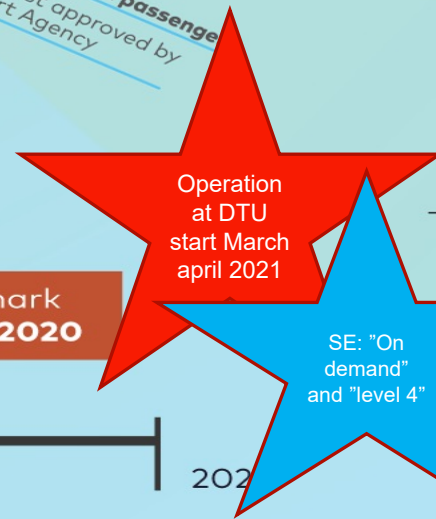 passenge
approved by
rt Agency
Operation
at DTU
start March
april 2021
SE: ”On
demand”
and ”level 4”
mark
2020
202